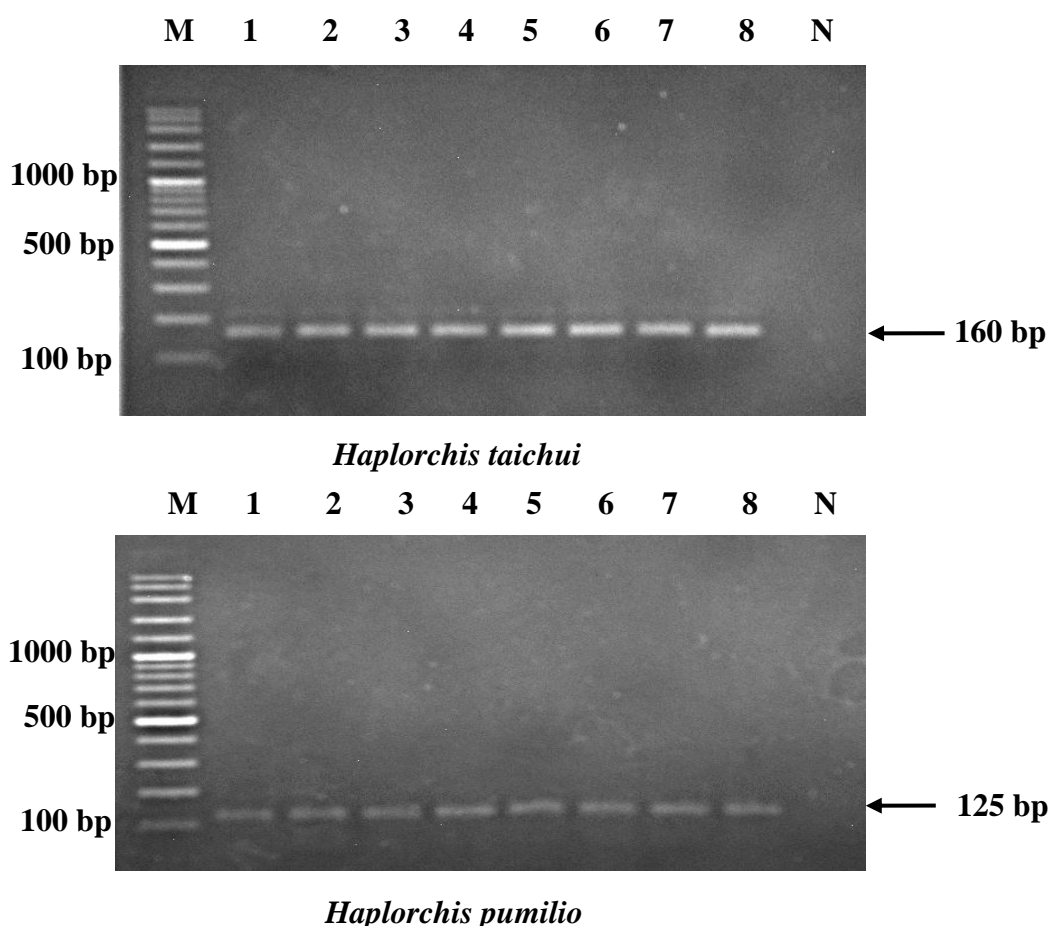 M 1 2 3 4 5 6 7 8 N
1000 bp
500 bp
160 bp
100 bp
Haplorchis taichui
M 1 2 3 4 5 6 7 8 N
1000 bp
500 bp
125 bp
100 bp
Haplorchis pumilio